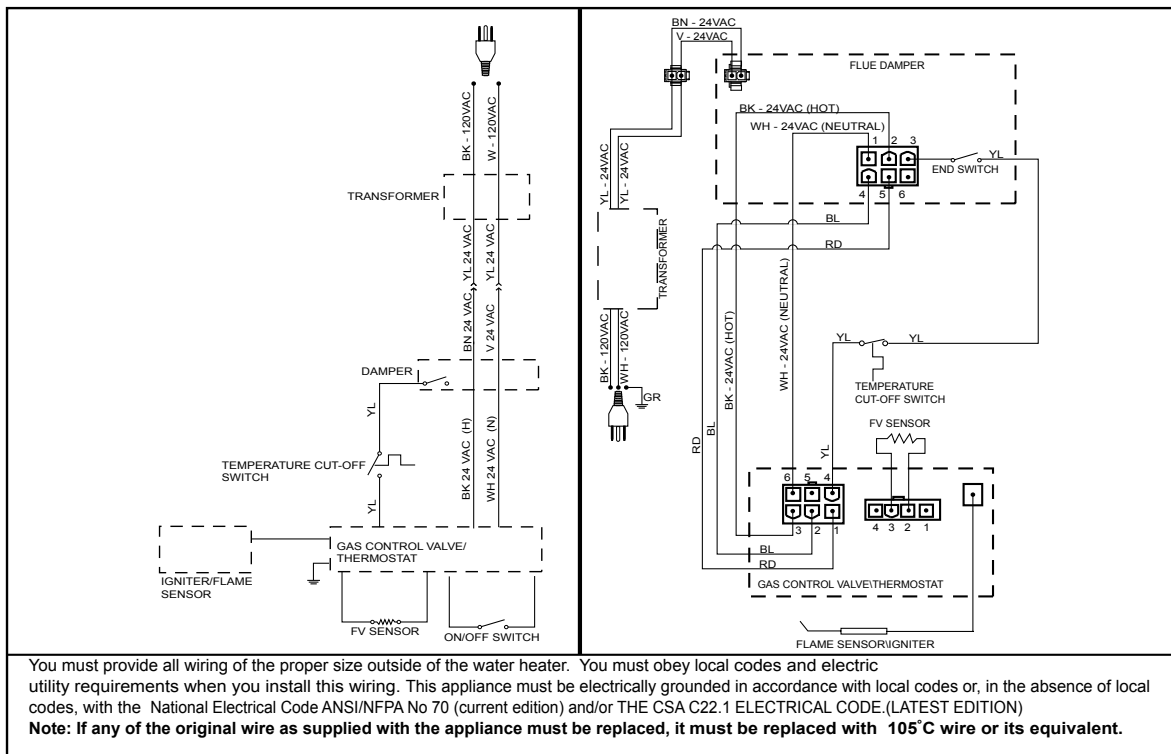 BK - 120VAC
W - 120VAC
TRANSFORMER
YL 24 VAC
YL 24 VAC
BN 24 VAC
V 24 VAC
DAMPER
YL
BK 24 VAC (H)
WH 24 VAC (N)
TEMPERATURE CUT-OFF
SWITCH
YL
GAS CONTROL VALVE/
THERMOSTAT
IGNITER/FLAME
SENSOR
FV SENSOR
ON/OFF SWITCH
BN - 24VAC
V - 24VAC
FLUE DAMPER
BK - 24VAC (HOT)
WH - 24VAC (NEUTRAL)
1 2 3
END SWITCH
YL
4 5 6
YL - 24VAC
YL - 24VAC
BL
RD
TRANSFORMER
BK - 120VAC
WH - 120VAC
GR
BK - 24VAC (HOT)
WH - 24VAC (NEUTRAL)
YL
YL
TEMPERATURE
CUT-OFF SWITCH
FV SENSOR
RD
BL
YL
6 5 4
3 2 1
4 3 2 1
BL
RD
GAS CONTROL VALVE\THERMOSTAT
FLAME SENSOR\IGNITER
You must provide all wiring of the proper size outside of the water heater. You must obey local codes and electric
utility requirements when you install this wiring. This appliance must be electrically grounded in accordance with local codes or, in the absence of local
codes, with the National Electrical Code ANSI/NFPA No 70 (current edition) and/or THE CSA C22.1 ELECTRICAL CODE.(LATEST EDITION)
Note: If any of the original wire as supplied with the appliance must be replaced, it must be replaced with 105°C wire or its equivalent.